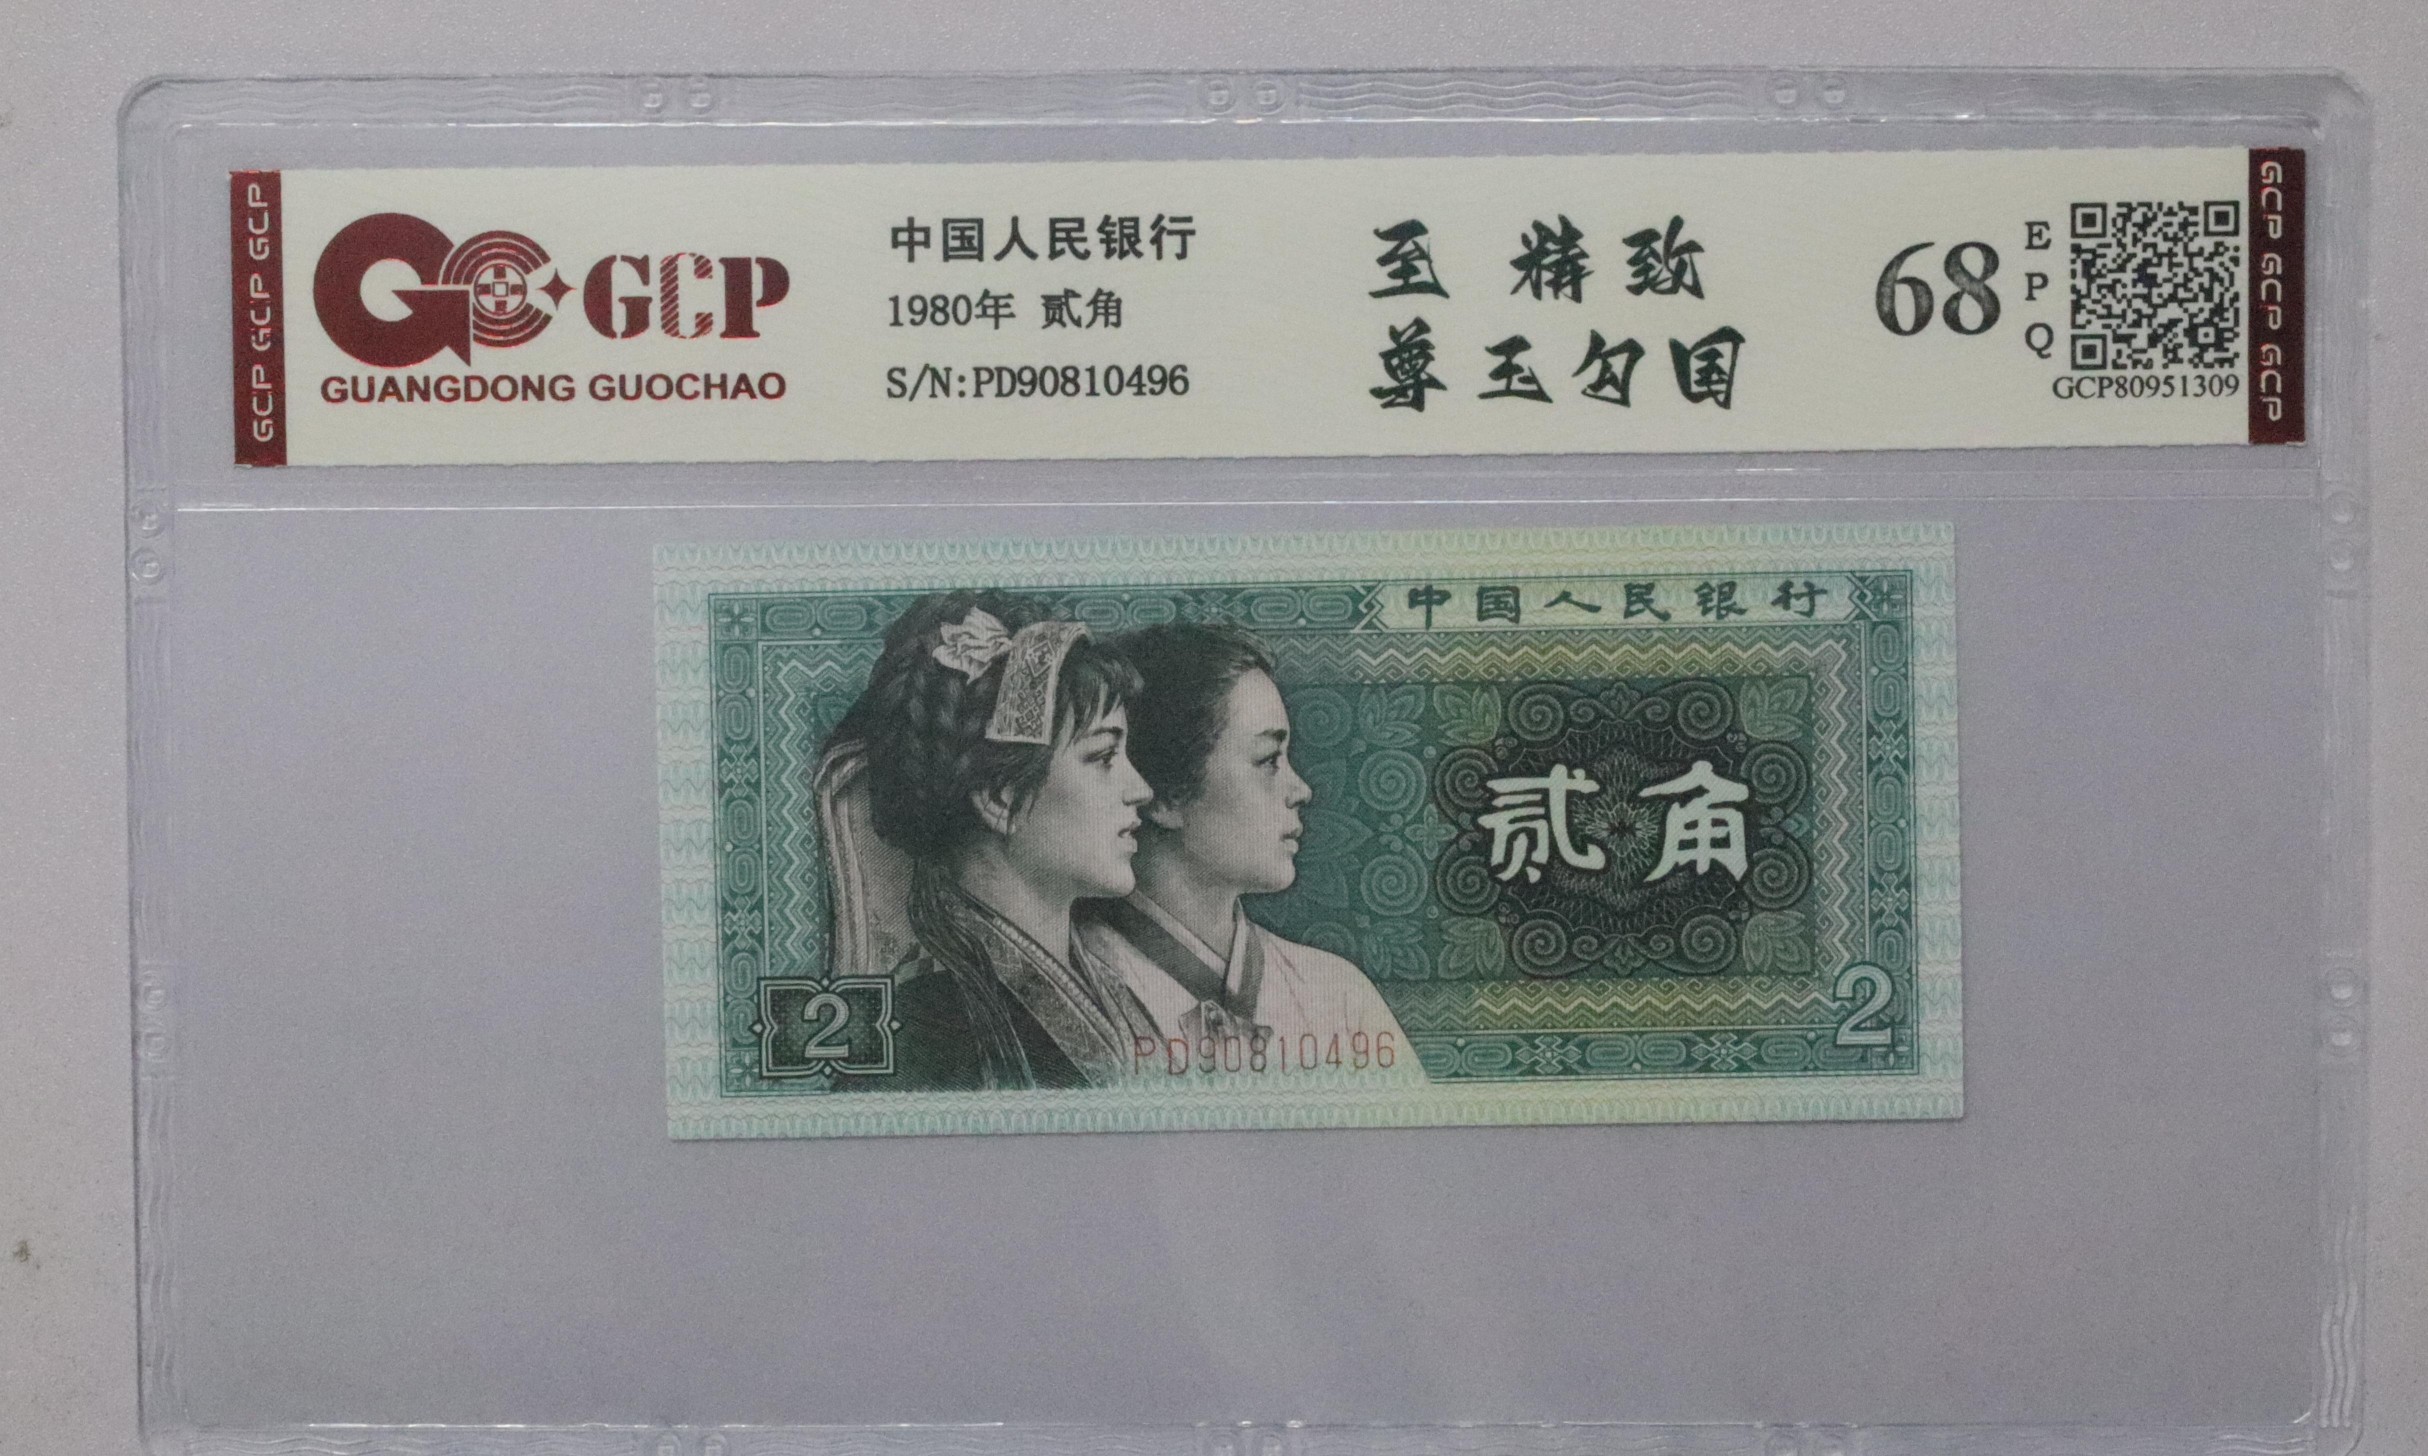 GCP GCP GCP
GCP
GUANGDONG GUOCHAO
中国人民银行
1980年 贰角
S/N:PD90810496
至 精 致
尊 玉 勾 国
68
E
P
Q
GCP80951309
GCP GCP GCP
中国人民银行
贰角
2
2
PD90810496